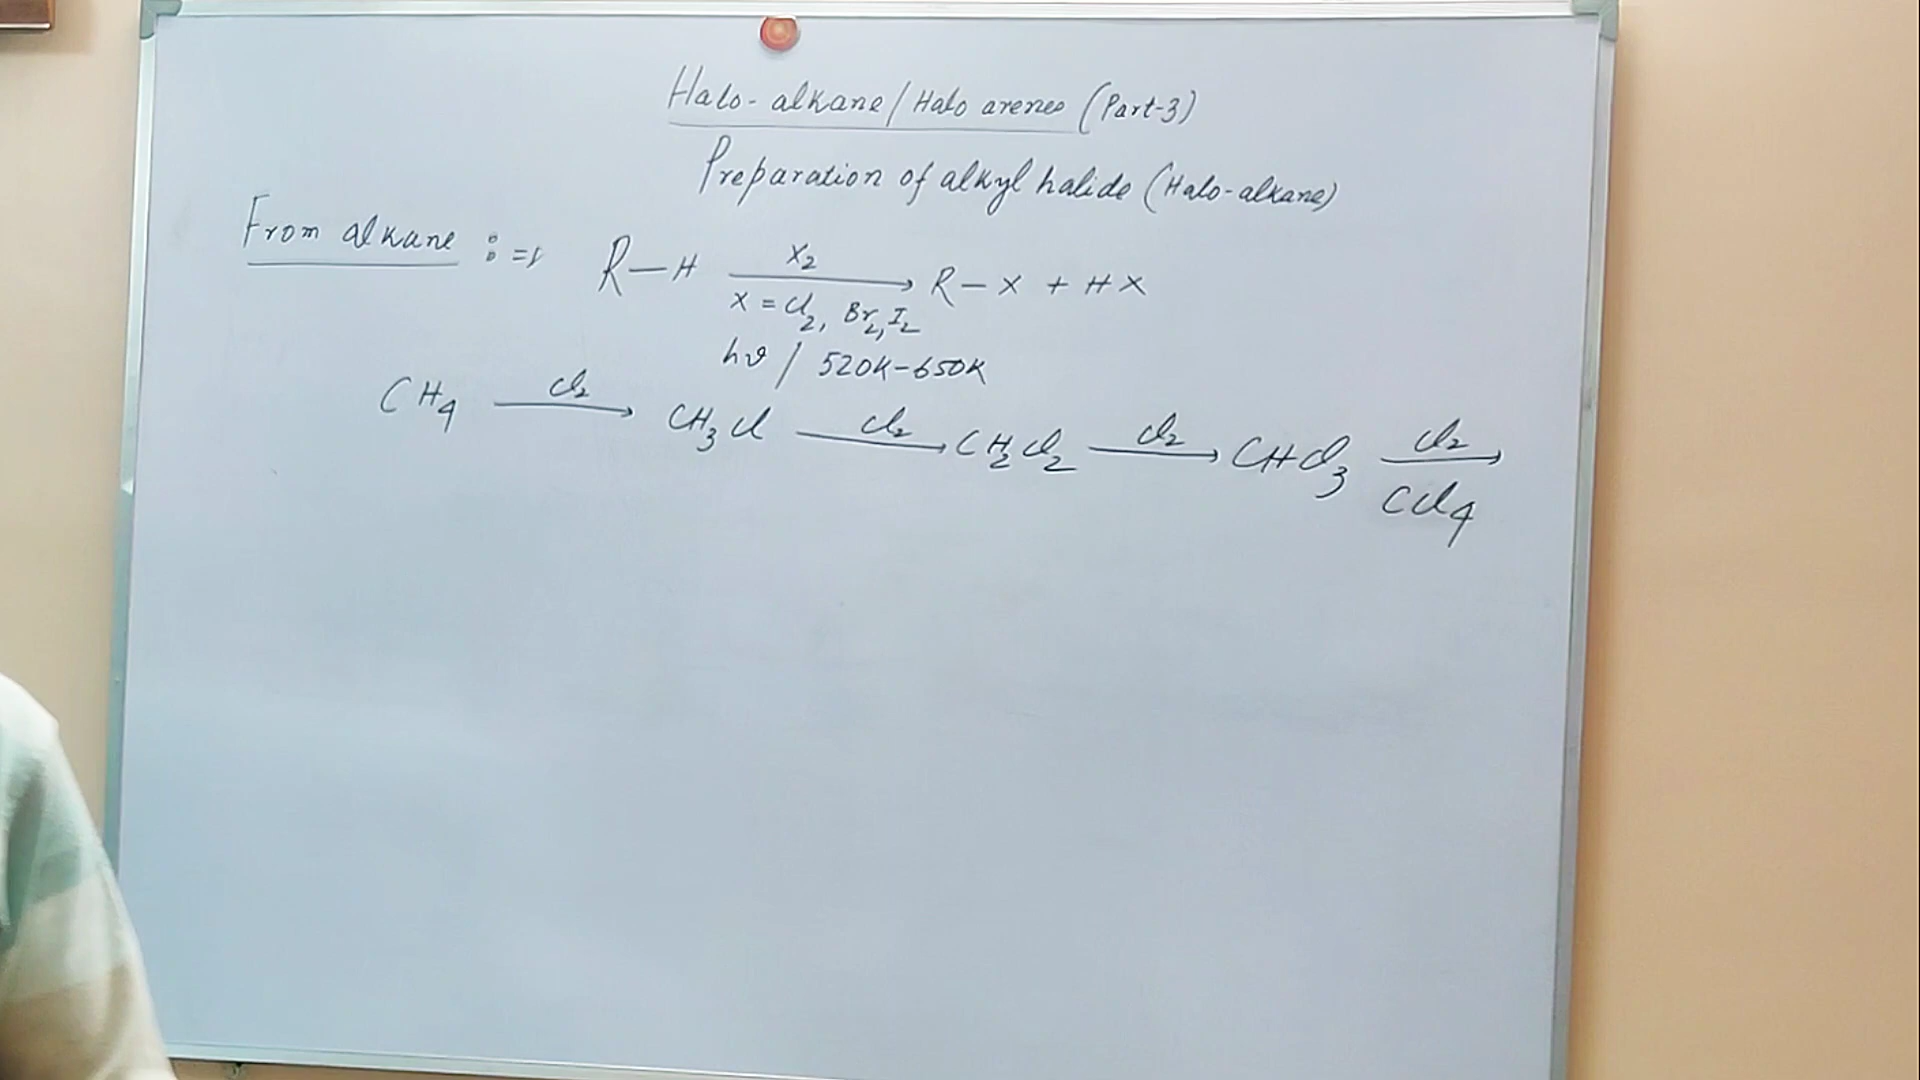 Halo-alkane/Halo arenes (Part-3)
Preparation of alkyl halide (Halo-alkane)
From alkane :⇒ R—H X₂ → R—X + HX
X = Cl₂, Br₂, I₂
hν / 520K-650K
CH₄ Cl₂ → CH₃Cl Cl₂ → CH₂Cl₂ Cl₂ → CHCl₃ Cl₂ →
CCl₄